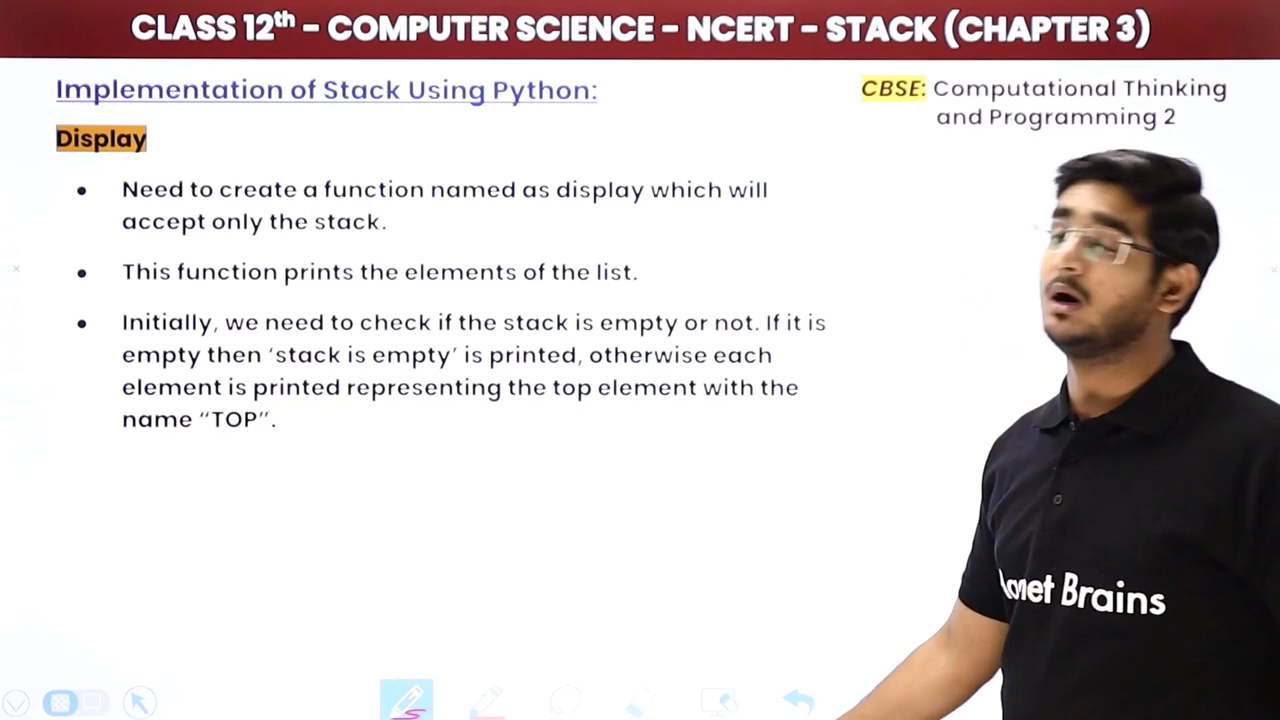 CLASS 12th – COMPUTER SCIENCE – NCERT – STACK (CHAPTER 3)
Implementation of Stack Using Python:
CBSE: Computational Thinking
and Programming 2
Display
• Need to create a function named as display which will
accept only the stack.
• This function prints the elements of the list.
• Initially, we need to check if the stack is empty or not. If it is
empty then ‘stack is empty’ is printed, otherwise each
element is printed representing the top element with the
name “TOP”.
Brains